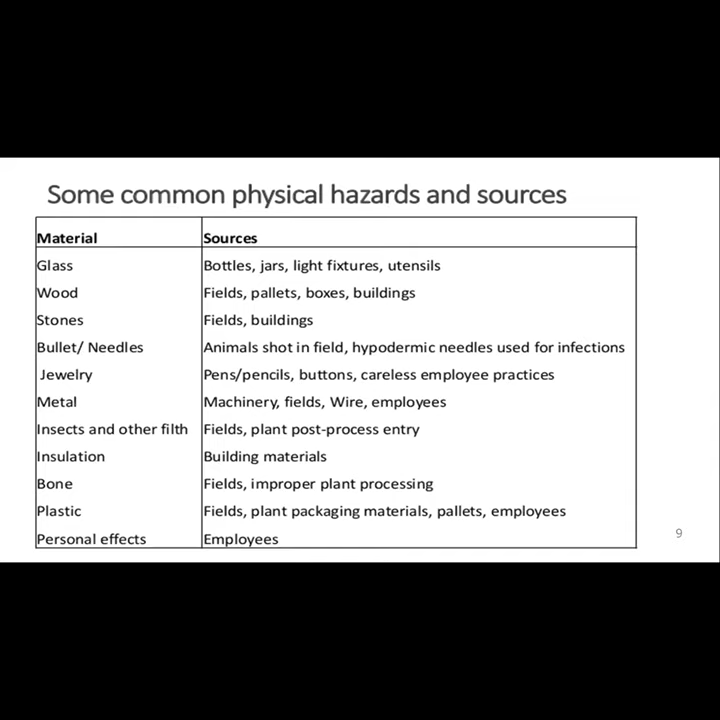 Some common physical hazards and sources
Material Sources
Glass Bottles, jars, light fixtures, utensils
Wood Fields, pallets, boxes, buildings
Stones Fields, buildings
Bullet/ Needles Animals shot in field, hypodermic needles used for infections
Jewelry Pens/pencils, buttons, careless employee practices
Metal Machinery, fields, Wire, employees
Insects and other filth Fields, plant post-process entry
Insulation Building materials
Bone Fields, improper plant processing
Plastic Fields, plant packaging materials, pallets, employees
Personal effects Employees
9